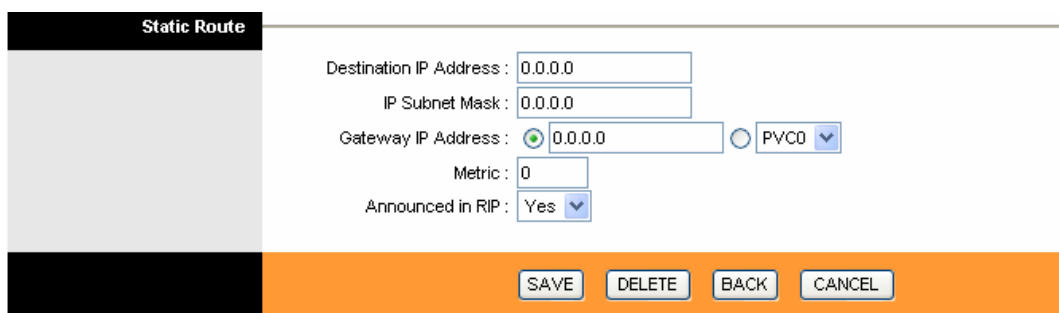 Static Route
Destination IP Address : 0.0.0.0
IP Subnet Mask : 0.0.0.0
Gateway IP Address : 0.0.0.0 PVC0
Metric : 0
Announced in RIP : Yes
SAVE DELETE BACK CANCEL